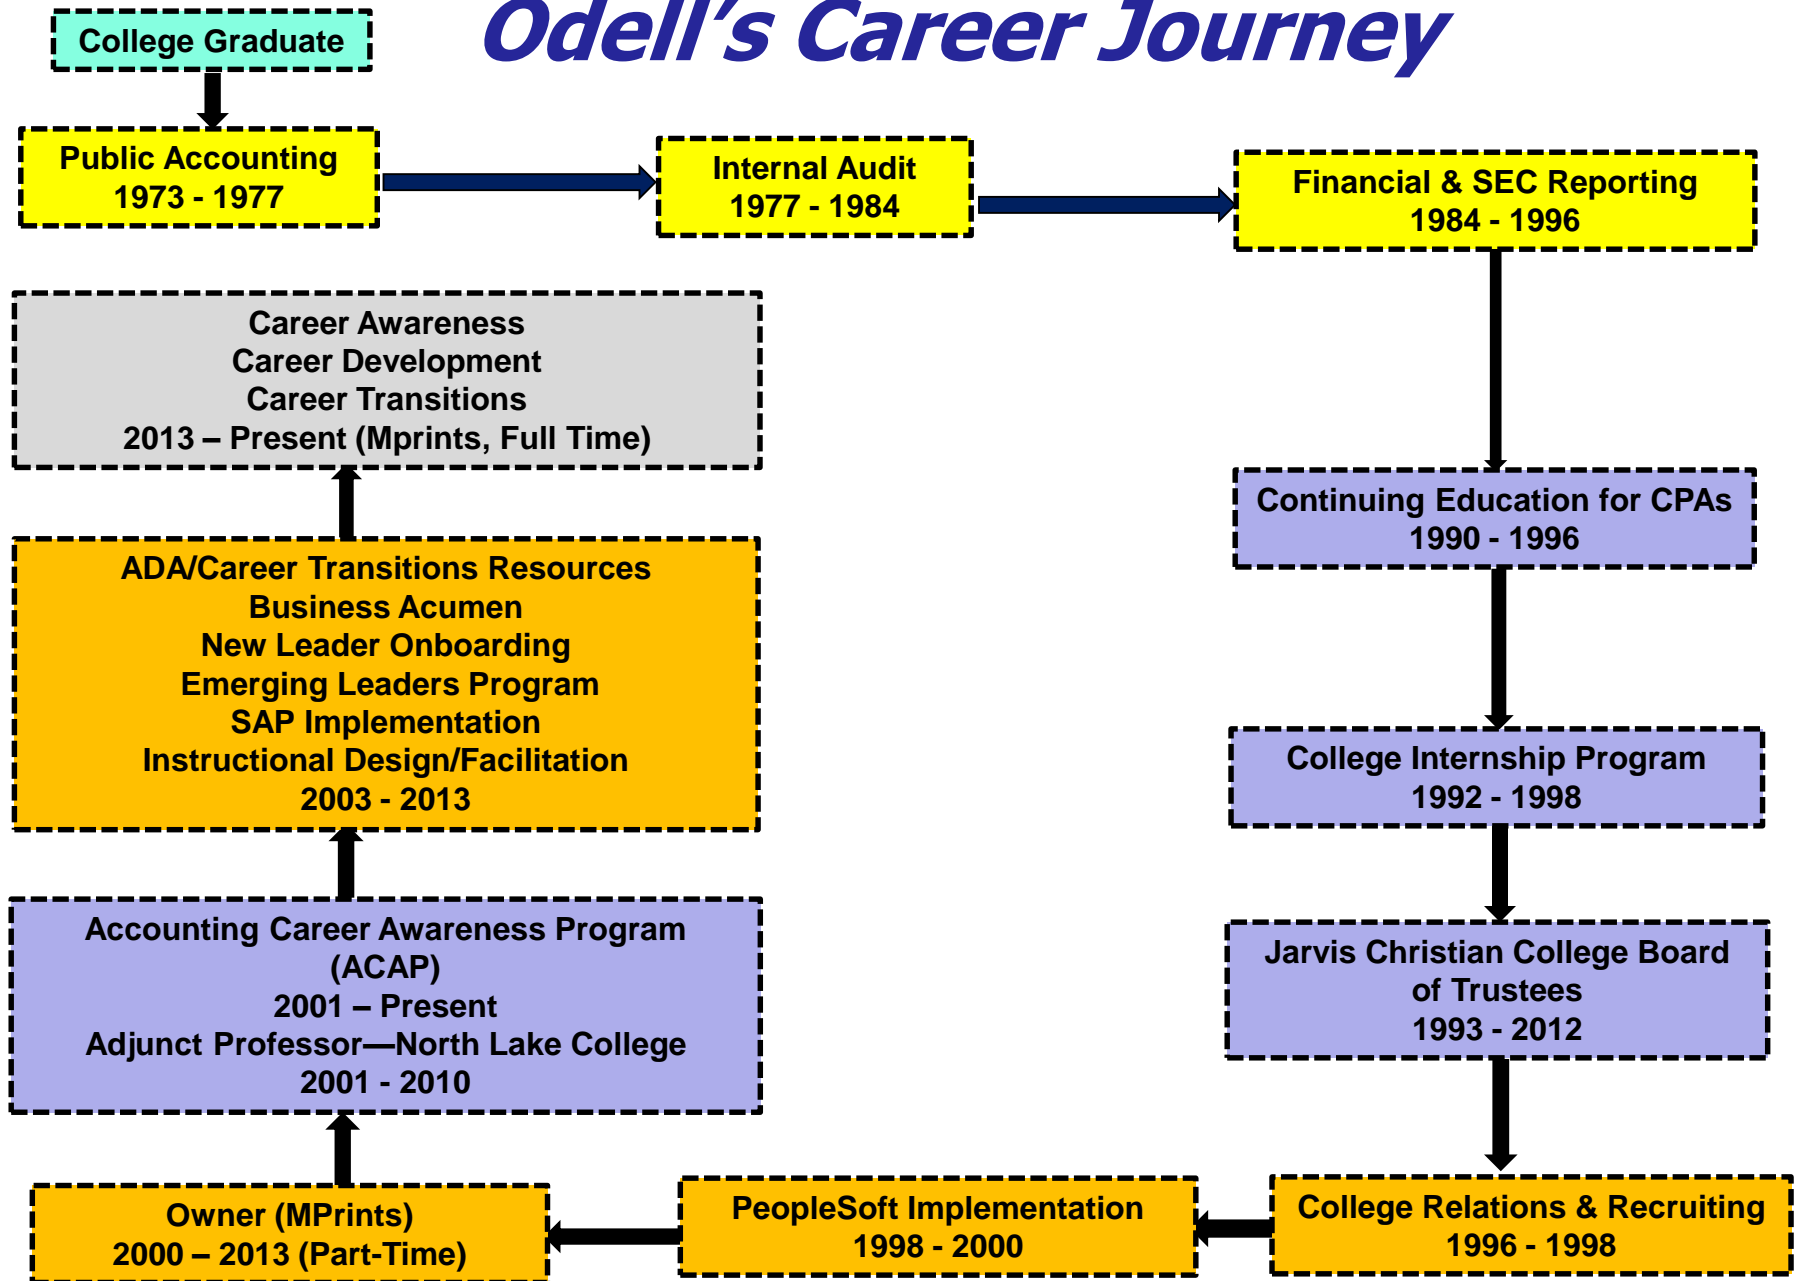 Odell's Career Journey
College Graduate
Public Accounting
1973 - 1977
Internal Audit
1977 - 1984
Financial & SEC Reporting
1984 - 1996
Continuing Education for CPAs
1990 - 1996
College Internship Program
1992 - 1998
Jarvis Christian College Board
of Trustees
1993 - 2012
College Relations & Recruiting
1996 - 1998
PeopleSoft Implementation
1998 - 2000
Owner (MPrints)
2000 – 2013 (Part-Time)
Accounting Career Awareness Program
(ACAP)
2001 – Present
Adjunct Professor—North Lake College
2001 - 2010
ADA/Career Transitions Resources
Business Acumen
New Leader Onboarding
Emerging Leaders Program
SAP Implementation
Instructional Design/Facilitation
2003 - 2013
Career Awareness
Career Development
Career Transitions
2013 – Present (Mprints, Full Time)